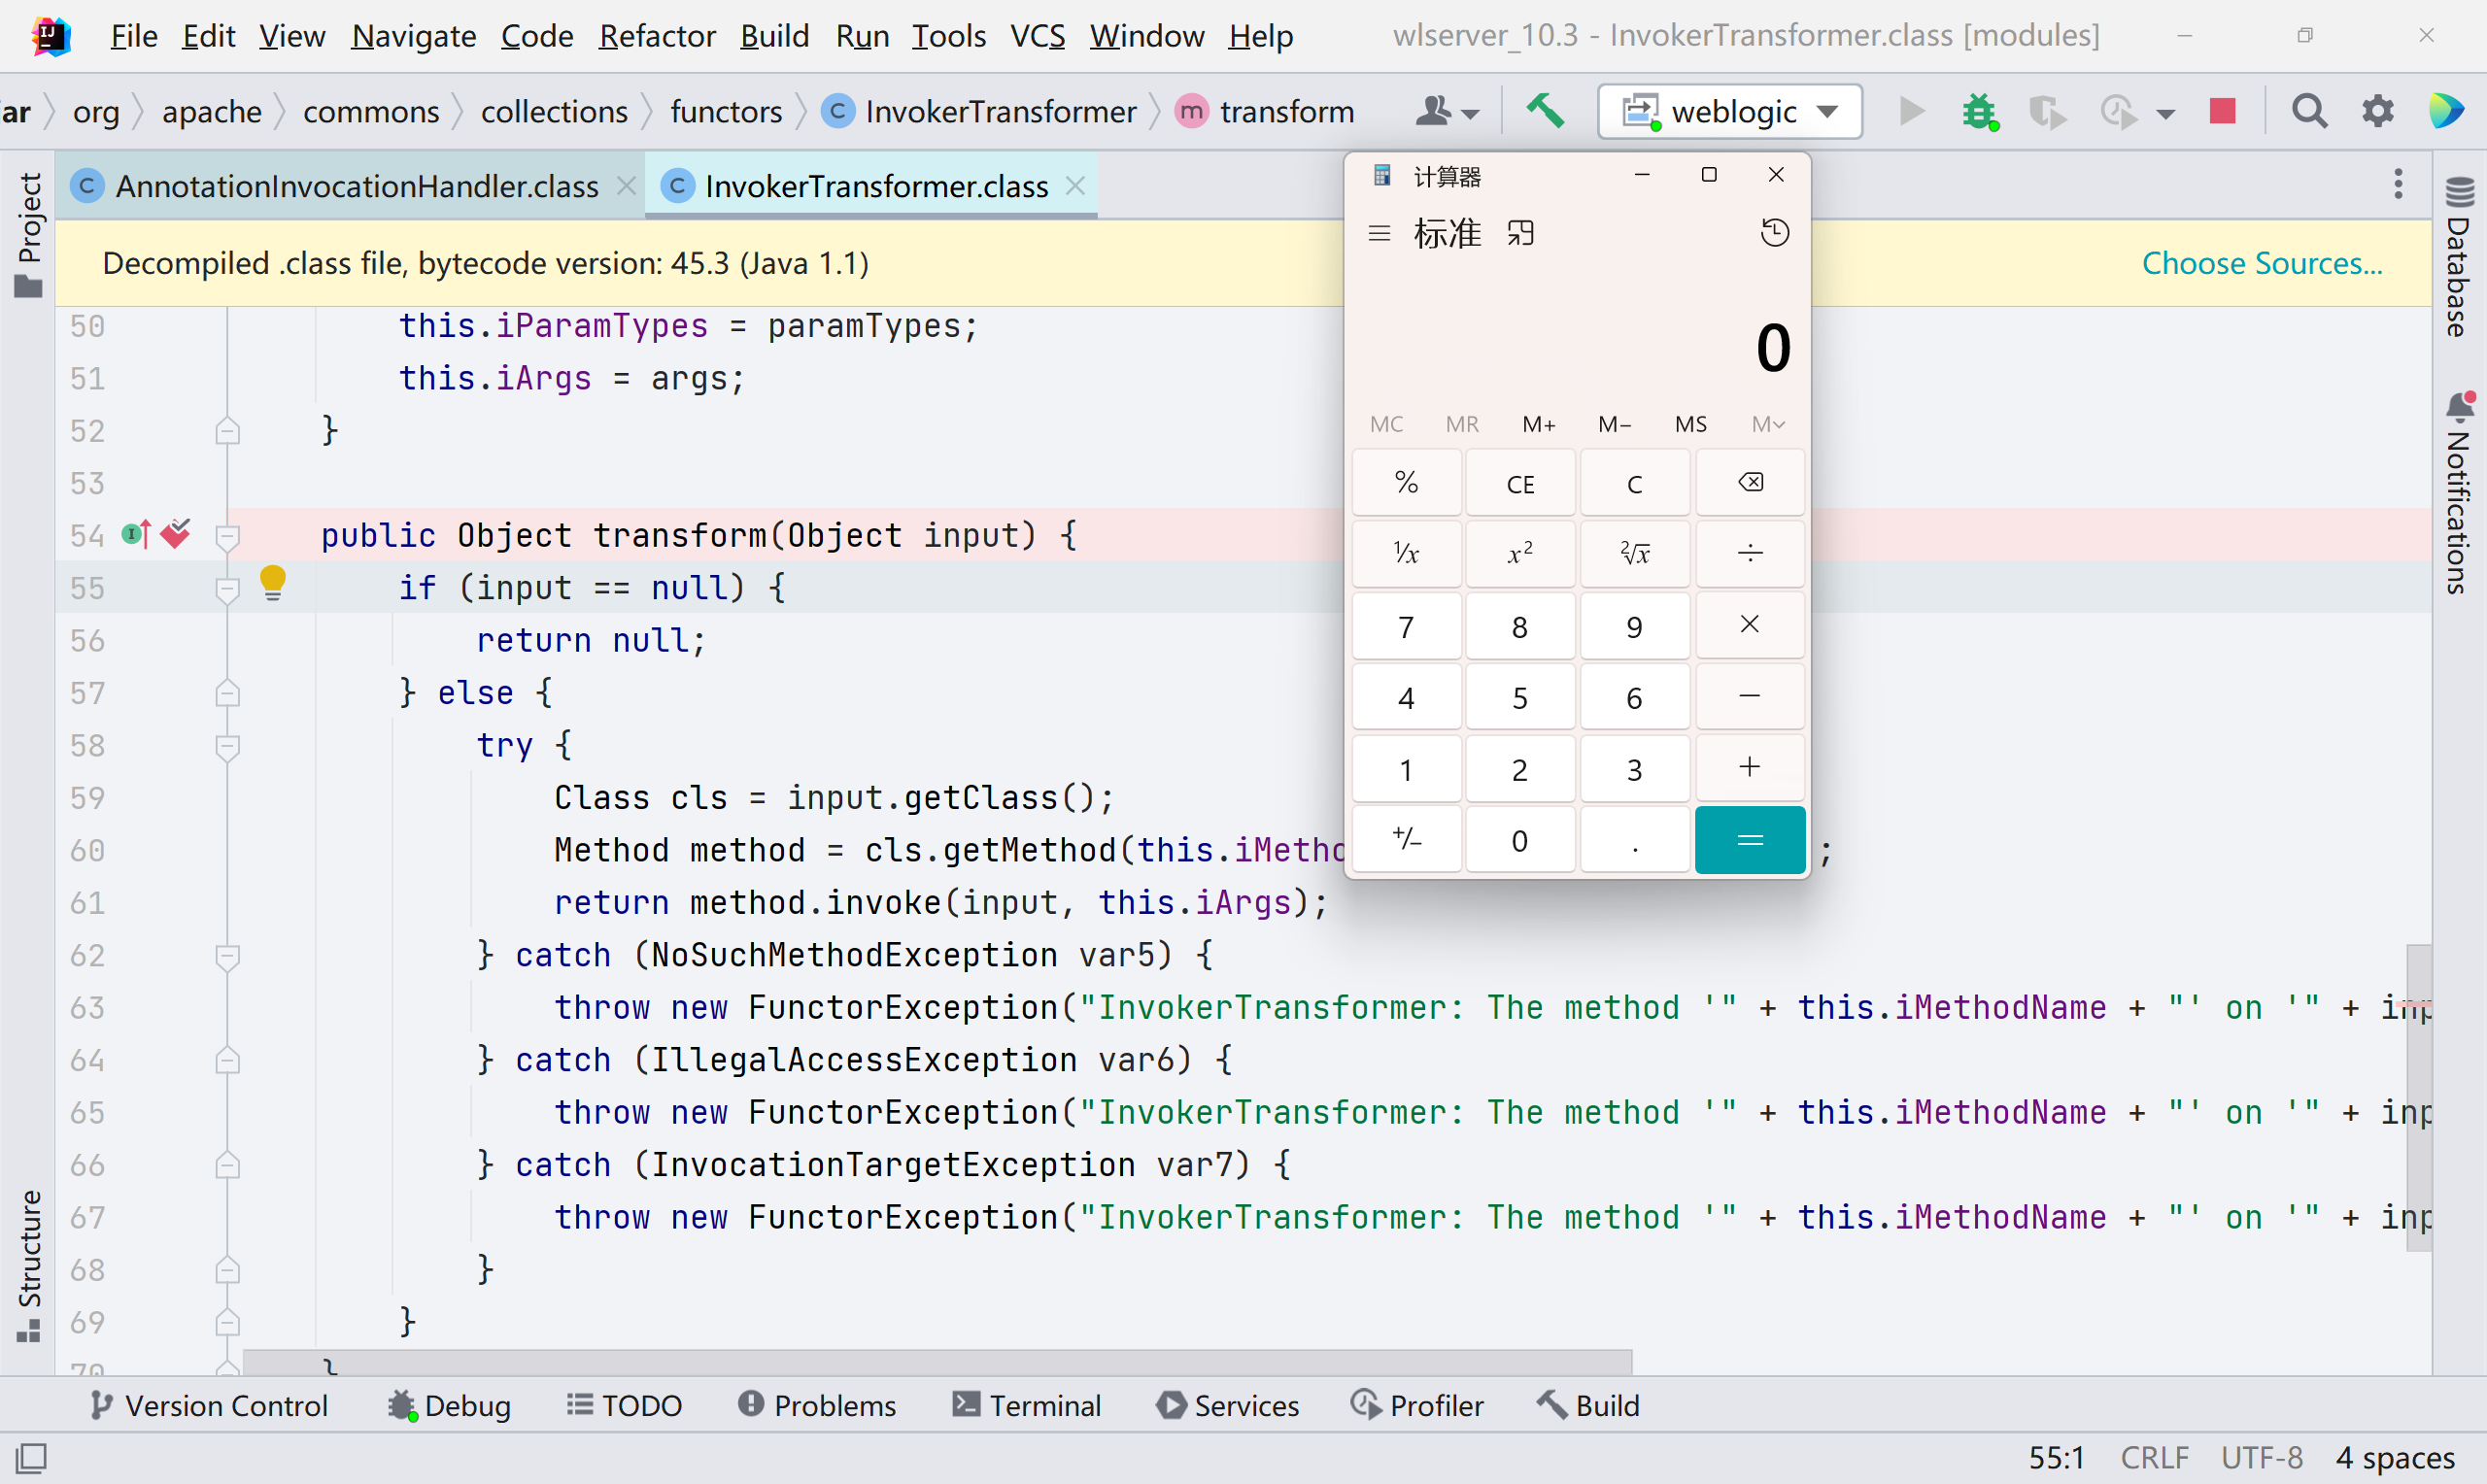 File Edit View Navigate Code Refactor Build Run Tools VCS Window Help wlserver_10.3 - InvokerTransformer.class [modules]
ar org apache commons collections functors InvokerTransformer transform weblogic
AnnotationInvocationHandler.class InvokerTransformer.class
Decompiled .class file, bytecode version: 45.3 (Java 1.1) Choose Sources...
Project
Structure
Database
Notifications
50 this.iParamTypes = paramTypes;
51 this.iArgs = args;
52 }
53
54 public Object transform(Object input) {
55 if (input == null) {
56 return null;
57 } else {
58 try {
59 Class cls = input.getClass();
60 Method method = cls.getMethod(this.iMetho ;
61 return method.invoke(input, this.iArgs);
62 } catch (NoSuchMethodException var5) {
63 throw new FunctorException("InvokerTransformer: The method '" + this.iMethodName + "' on '" + inp
64 } catch (IllegalAccessException var6) {
65 throw new FunctorException("InvokerTransformer: The method '" + this.iMethodName + "' on '" + inp
66 } catch (InvocationTargetException var7) {
67 throw new FunctorException("InvokerTransformer: The method '" + this.iMethodName + "' on '" + inp
68 }
69 }
70 }
计算器
标准
0
MC MR M+ M− MS M
% CE C
1/x x² ²√x ÷
7 8 9 ×
4 5 6 −
1 2 3 +
+/− 0 . =
Version Control Debug TODO Problems Terminal Services Profiler Build
55:1 CRLF UTF-8 4 spaces